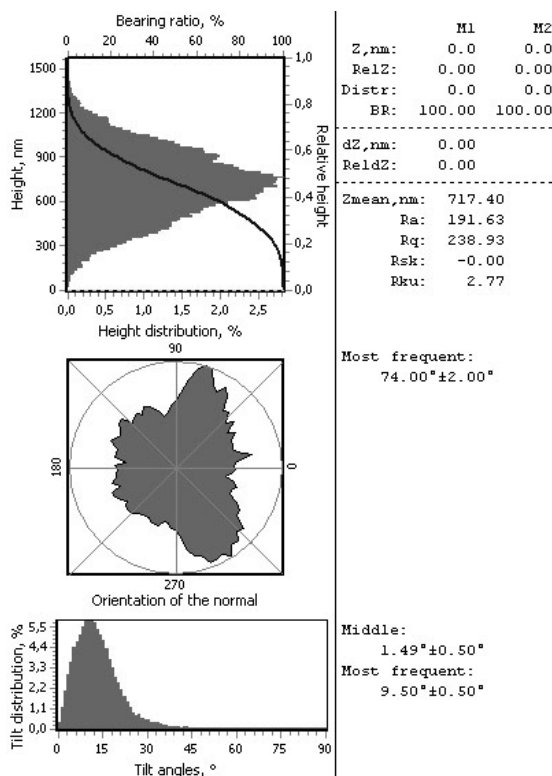 Bearing ratio, %
0 20 40 60 80 100
1500
1200
900
600
300
0
Height, nm
1,0
0,8
0,6
0,4
0,2
0,0
Relative height
0,0 0,5 1,0 1,5 2,0 2,5
Height distribution, %
90
180
0
270
Orientation of the normal
5,5
4,4
3,3
2,2
1,1
0,0
Tilt distribution, %
0 15 30 45 60 75 90
Tilt angles, °
M1 M2
Z,nm: 0.0 0.0
RelZ: 0.00 0.00
Distr: 0.0 0.0
BR: 100.00 100.00
dZ,nm: 0.00
ReldZ: 0.00
Zmean,nm: 717.40
Ra: 191.63
Rq: 238.93
Rsk: -0.00
Rku: 2.77
Most frequent:
74.00°±2.00°
Middle:
1.49°±0.50°
Most frequent:
9.50°±0.50°